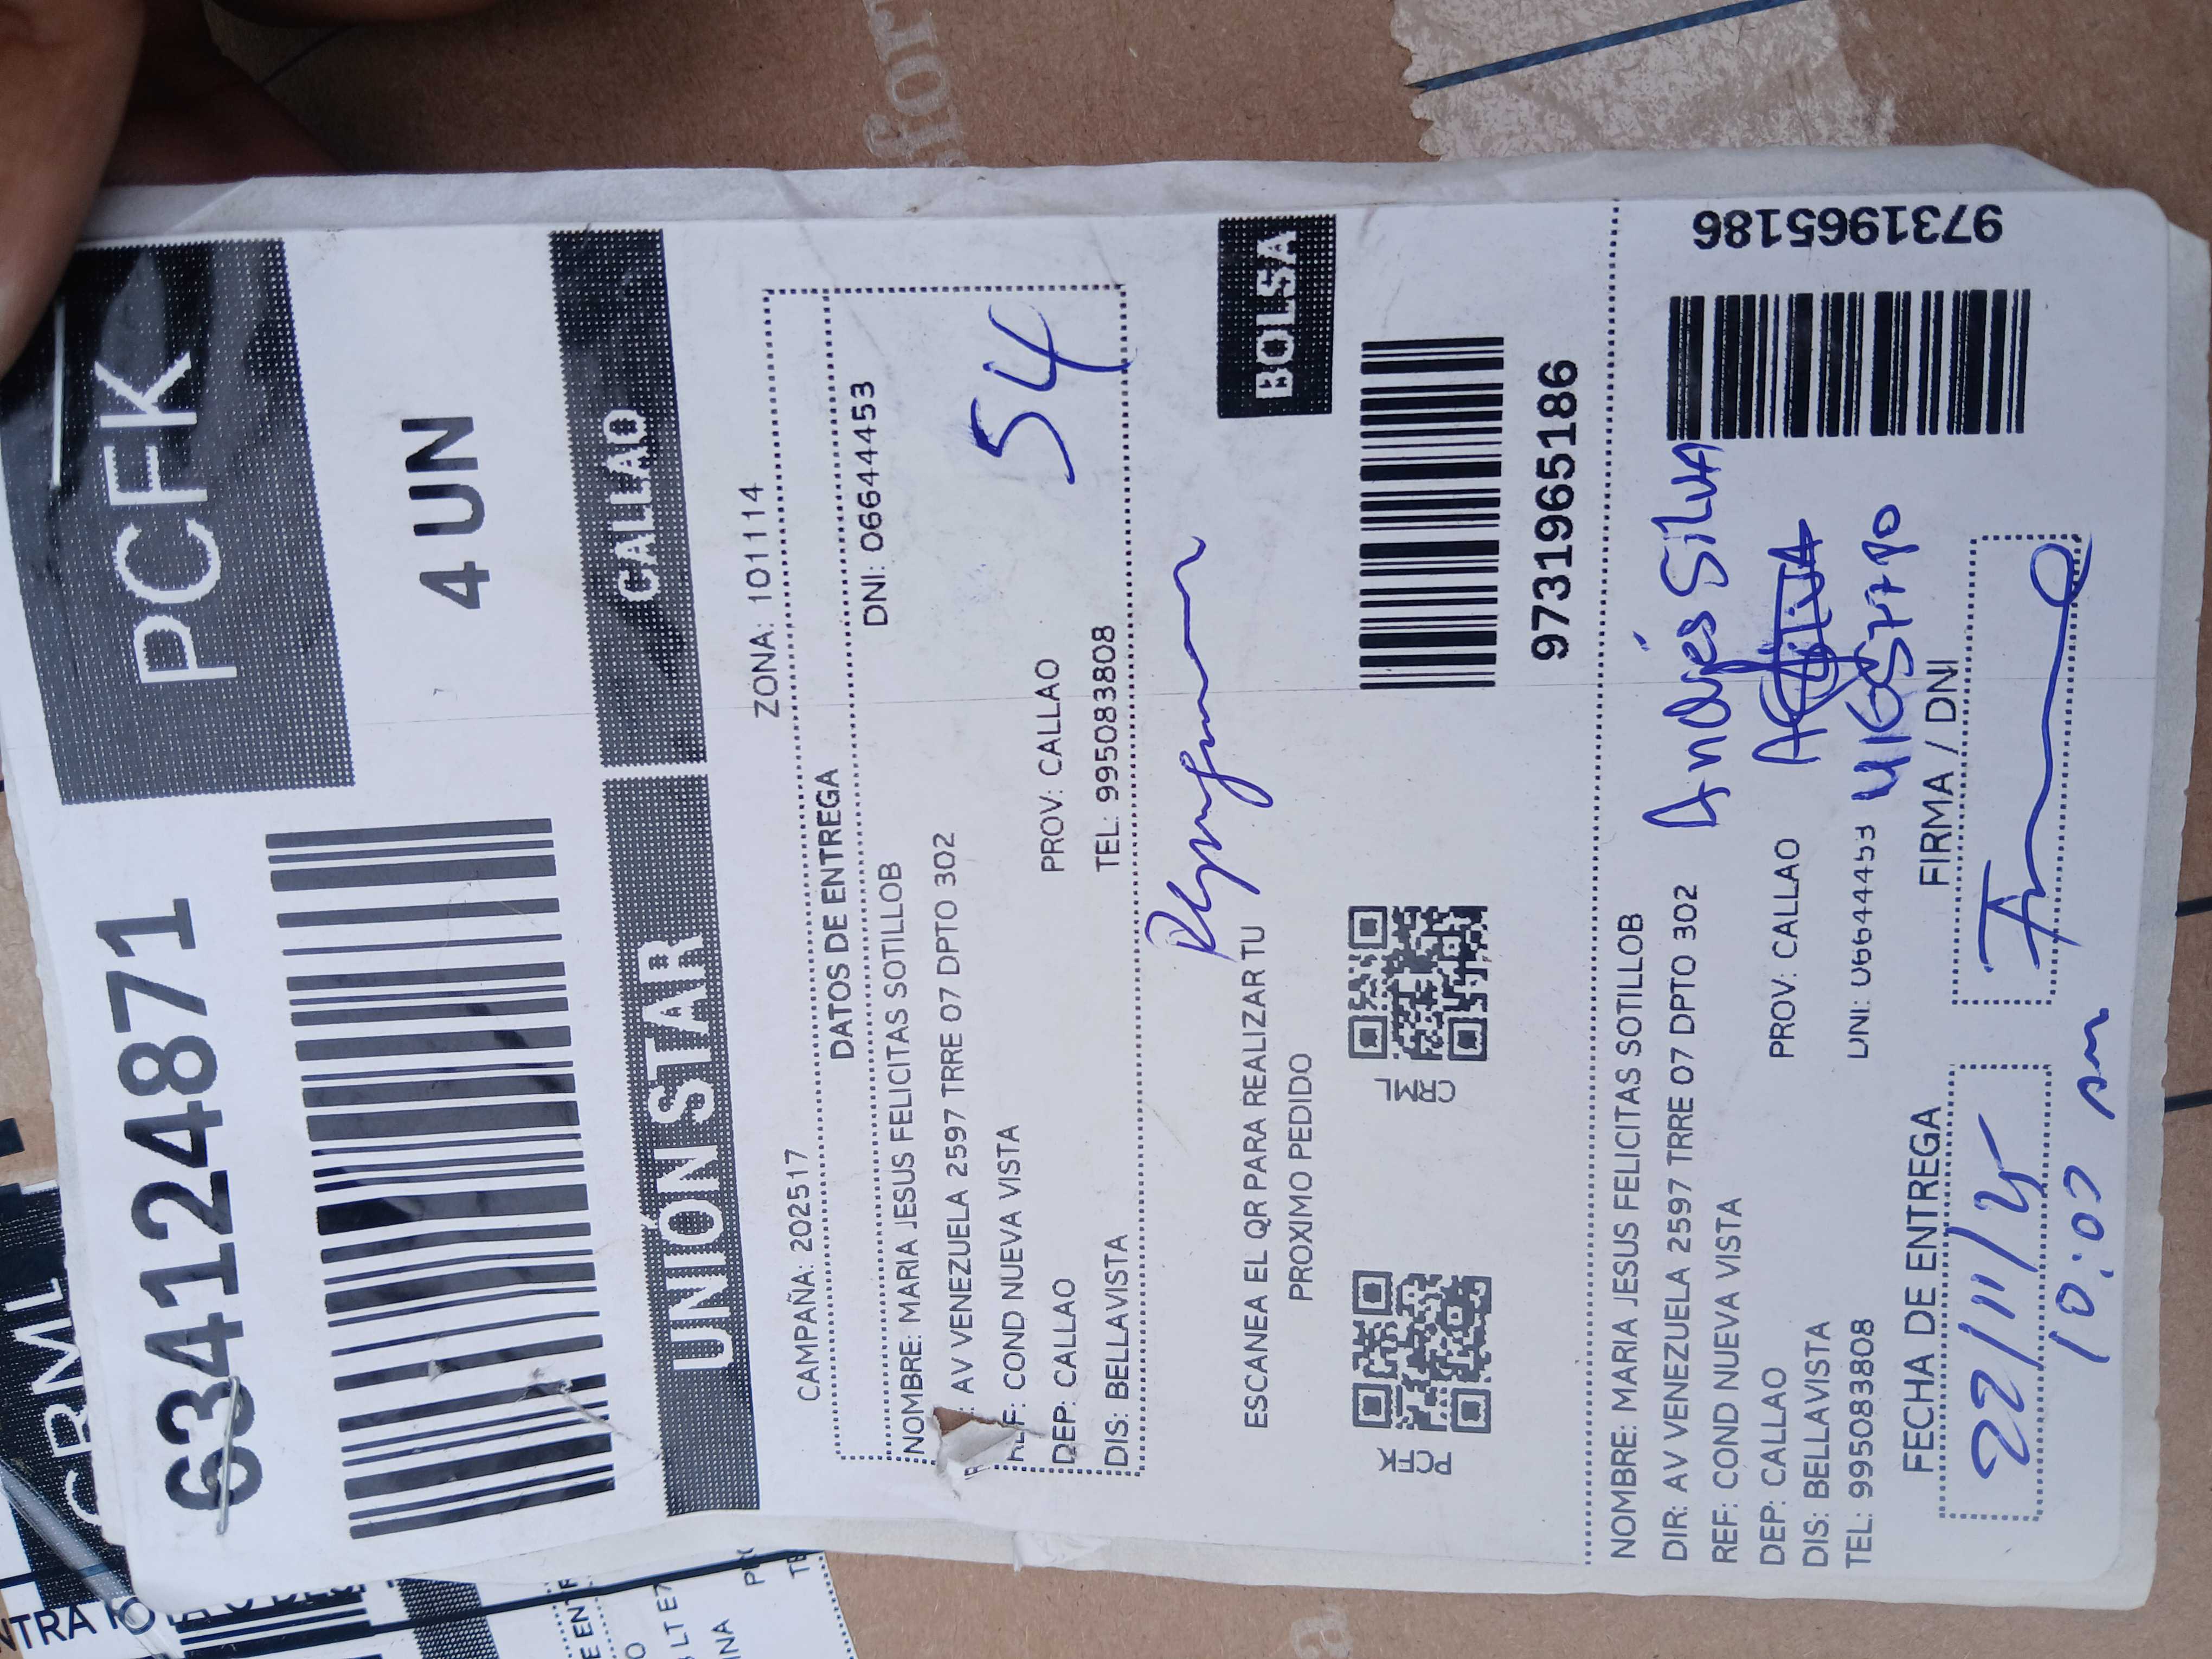 PCFK
634124871
4 UN
UNIÓN STAR
CALLAO
CAMPAÑA: 202517
ZONA: 101114
DATOS DE ENTREGA
NOMBRE: MARIA JESUS FELICITAS SOTILLOB
DNI: 06644453
: AV VENEZUELA 2597 TRRE 07 DPTO 302
REF: COND NUEVA VISTA
54
DEP: CALLAO
PROV: CALLAO
DIS: BELLAVISTA
TEL: 995083808
BOLSA
ESCANEA EL QR PARA REALIZAR TU
PROXIMO PEDIDO
PCFK
9731965186
NOMBRE: MARIA JESUS FELICITAS SOTILLOB
Andrés Silva
DIR: AV VENEZUELA 2597 TRRE 07 DPTO 302
REF: COND NUEVA VISTA
DEP: CALLAO
PROV: CALLAO
DIS: BELLAVISTA
TEL: 995083808
DNI: 06644453
9731965186
FECHA DE ENTREGA
FIRMA / DNI
22/11/25
10:00
CRML